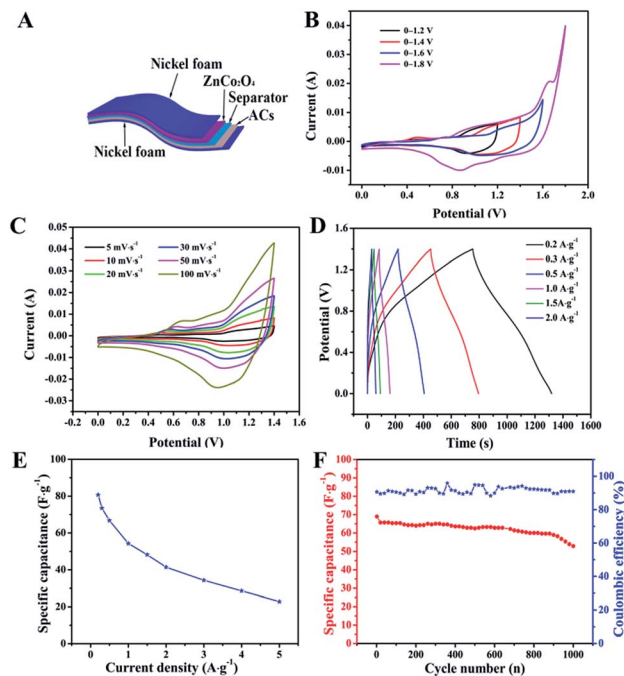 A
Nickel foam
ZnCo₂O₄
Separator
ACs
Nickel foam
B
0–1.2 V
0–1.4 V
0–1.6 V
0–1.8 V
Current (A)
0.04
0.03
0.02
0.01
0.00
-0.01
0.0 0.4 0.8 1.2 1.6 2.0
Potential (V)
C
5 mV·s⁻¹ 30 mV·s⁻¹
10 mV·s⁻¹ 50 mV·s⁻¹
20 mV·s⁻¹ 100 mV·s⁻¹
Current (A)
0.05
0.04
0.03
0.02
0.01
0.00
-0.01
-0.02
-0.03
0.0 0.2 0.4 0.6 0.8 1.0 1.2 1.4 1.6
Potential (V)
D
0.2 A·g⁻¹
0.3 A·g⁻¹
0.5 A·g⁻¹
1.0 A·g⁻¹
1.5A·g⁻¹
2.0 A·g⁻¹
Potential (V)
1.6
1.2
0.8
0.4
0.0
0 200 400 600 800 1000 1200 1400 1600
Time (s)
E
Specific capacitance (F·g⁻¹)
100
80
60
40
20
0
0 1 2 3 4 5
Current density (A·g⁻¹)
F
Specific capacitance (F·g⁻¹)
100
90
80
70
60
50
40
30
20
10
0
Coulombic efficiency (%)
100
80
60
40
20
0
0 200 400 600 800 1000
Cycle number (n)